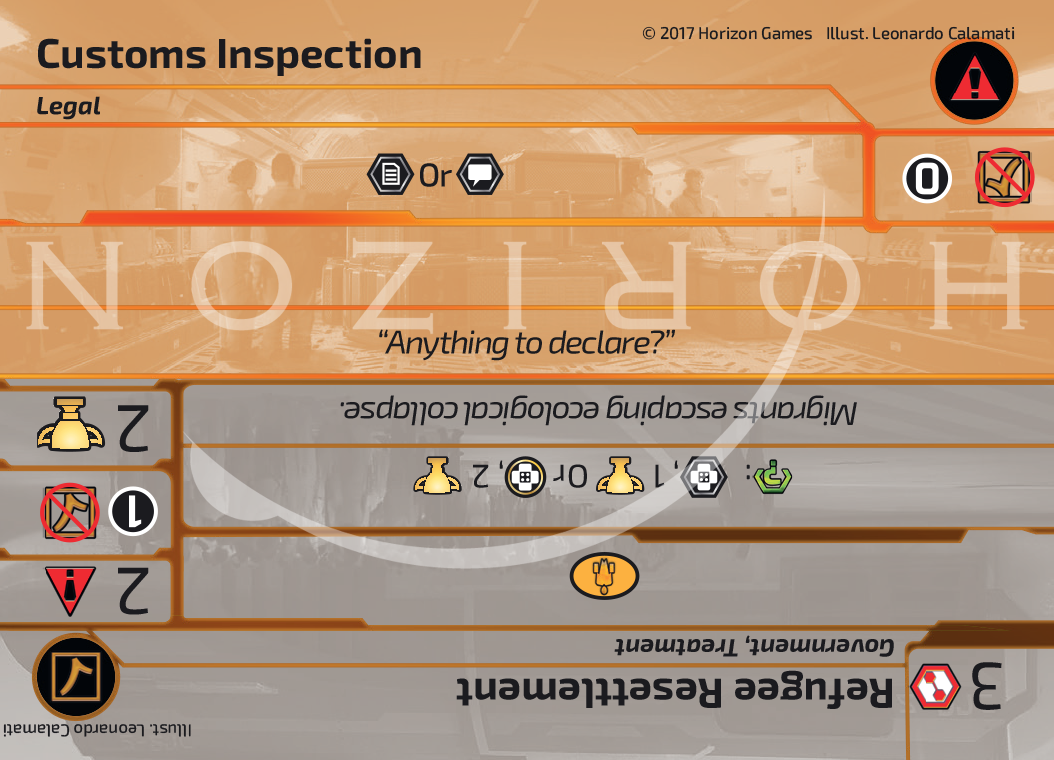 © 2017 Horizon Games Illust. Leonardo Calamati
Customs Inspection
Legal
Or
0
HORIZON
“Anything to declare?”
3
Refugee Resettlement
Government, Treatment
Illust. Leonardo Calamati
2
1
: , 1 Or , 2
Migrants escaping ecological collapse.
2